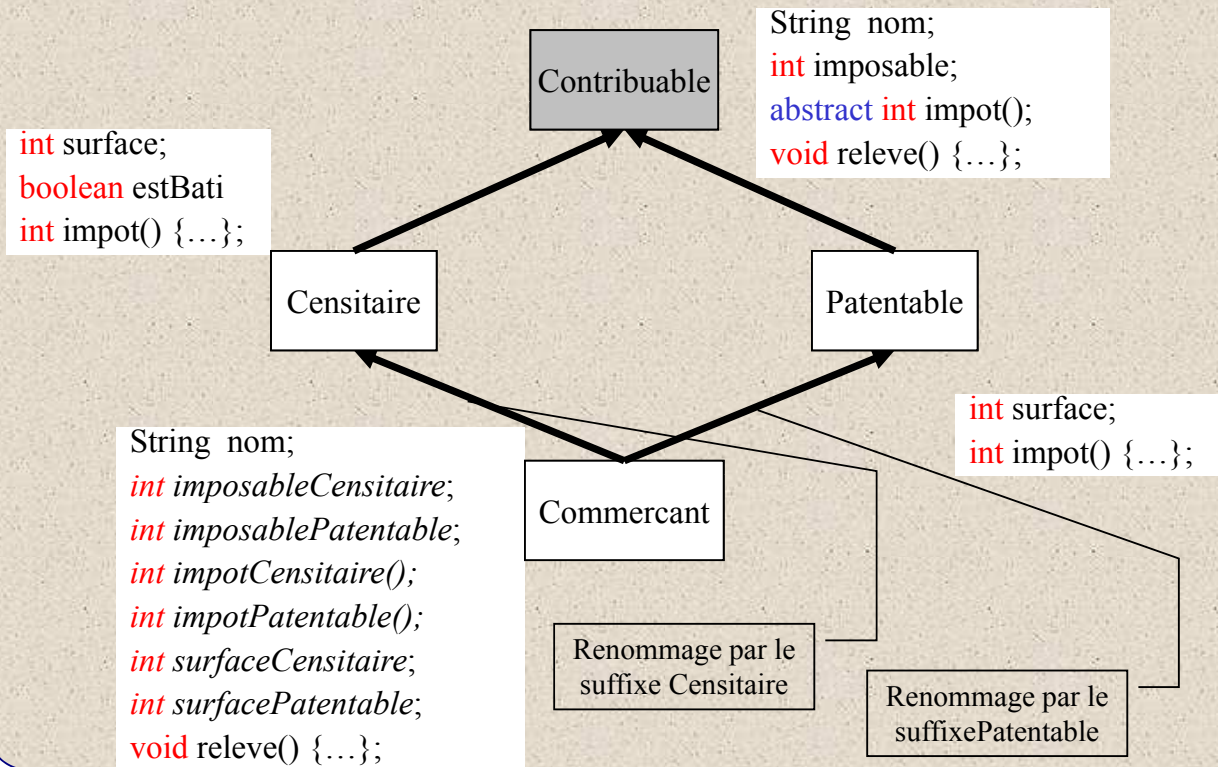 Contribuable
String nom;
int imposable;
abstract int impot();
void releve() {…};
int surface;
boolean estBati
int impot() {…};
Censitaire
Patentable
int surface;
int impot() {…};
String nom;
int imposableCensitaire;
int imposablePatentable;
int impotCensitaire();
int impotPatentable();
int surfaceCensitaire;
int surfacePatentable;
void releve() {…};
Commercant
Renommage par le
suffixe Censitaire
Renommage par le
suffixePatentable